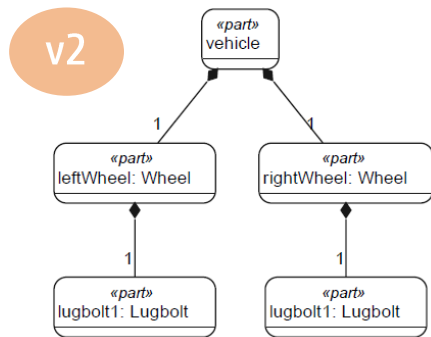 v2
«part»
vehicle
1
1
«part»
leftWheel: Wheel
«part»
rightWheel: Wheel
1
1
«part»
lugbolt1: Lugbolt
«part»
lugbolt1: Lugbolt